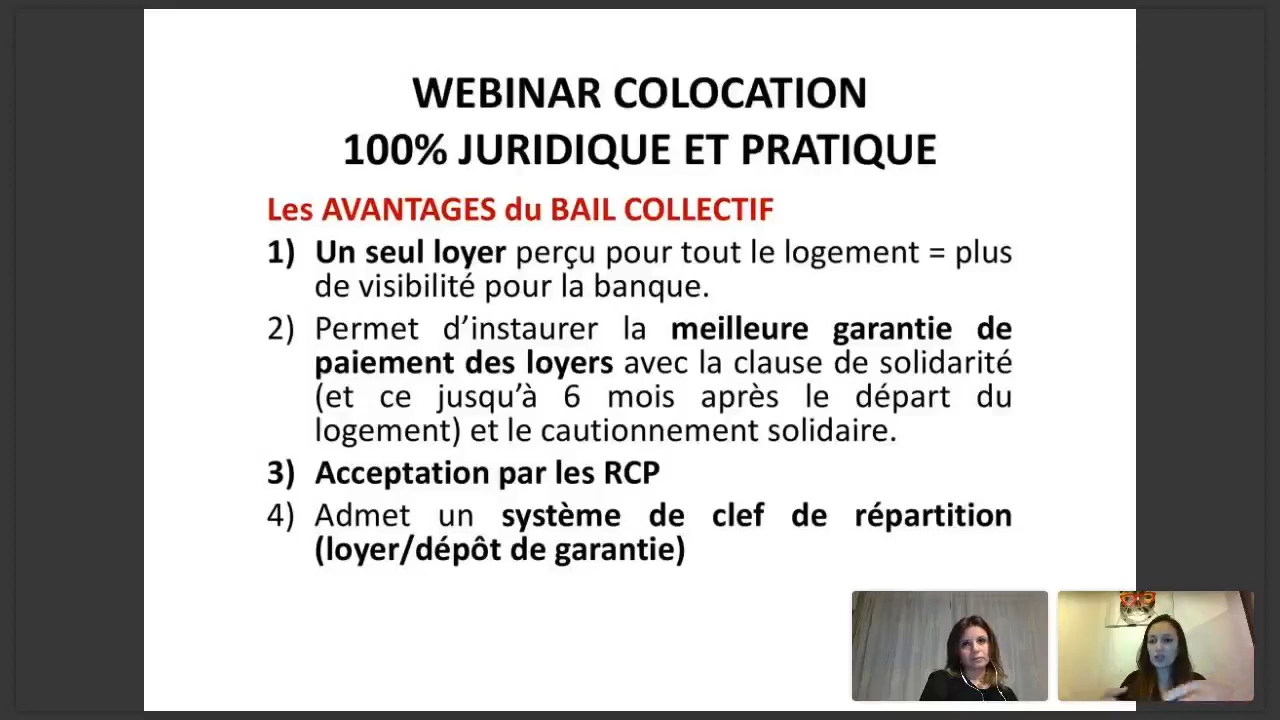 WEBINAR COLOCATION
100% JURIDIQUE ET PRATIQUE
Les AVANTAGES du BAIL COLLECTIF
1) Un seul loyer perçu pour tout le logement = plus
de visibilité pour la banque.
2) Permet d’instaurer la meilleure garantie de
paiement des loyers avec la clause de solidarité
(et ce jusqu’à 6 mois après le départ du
logement) et le cautionnement solidaire.
3) Acceptation par les RCP
4) Admet un système de clef de répartition
(loyer/dépôt de garantie)